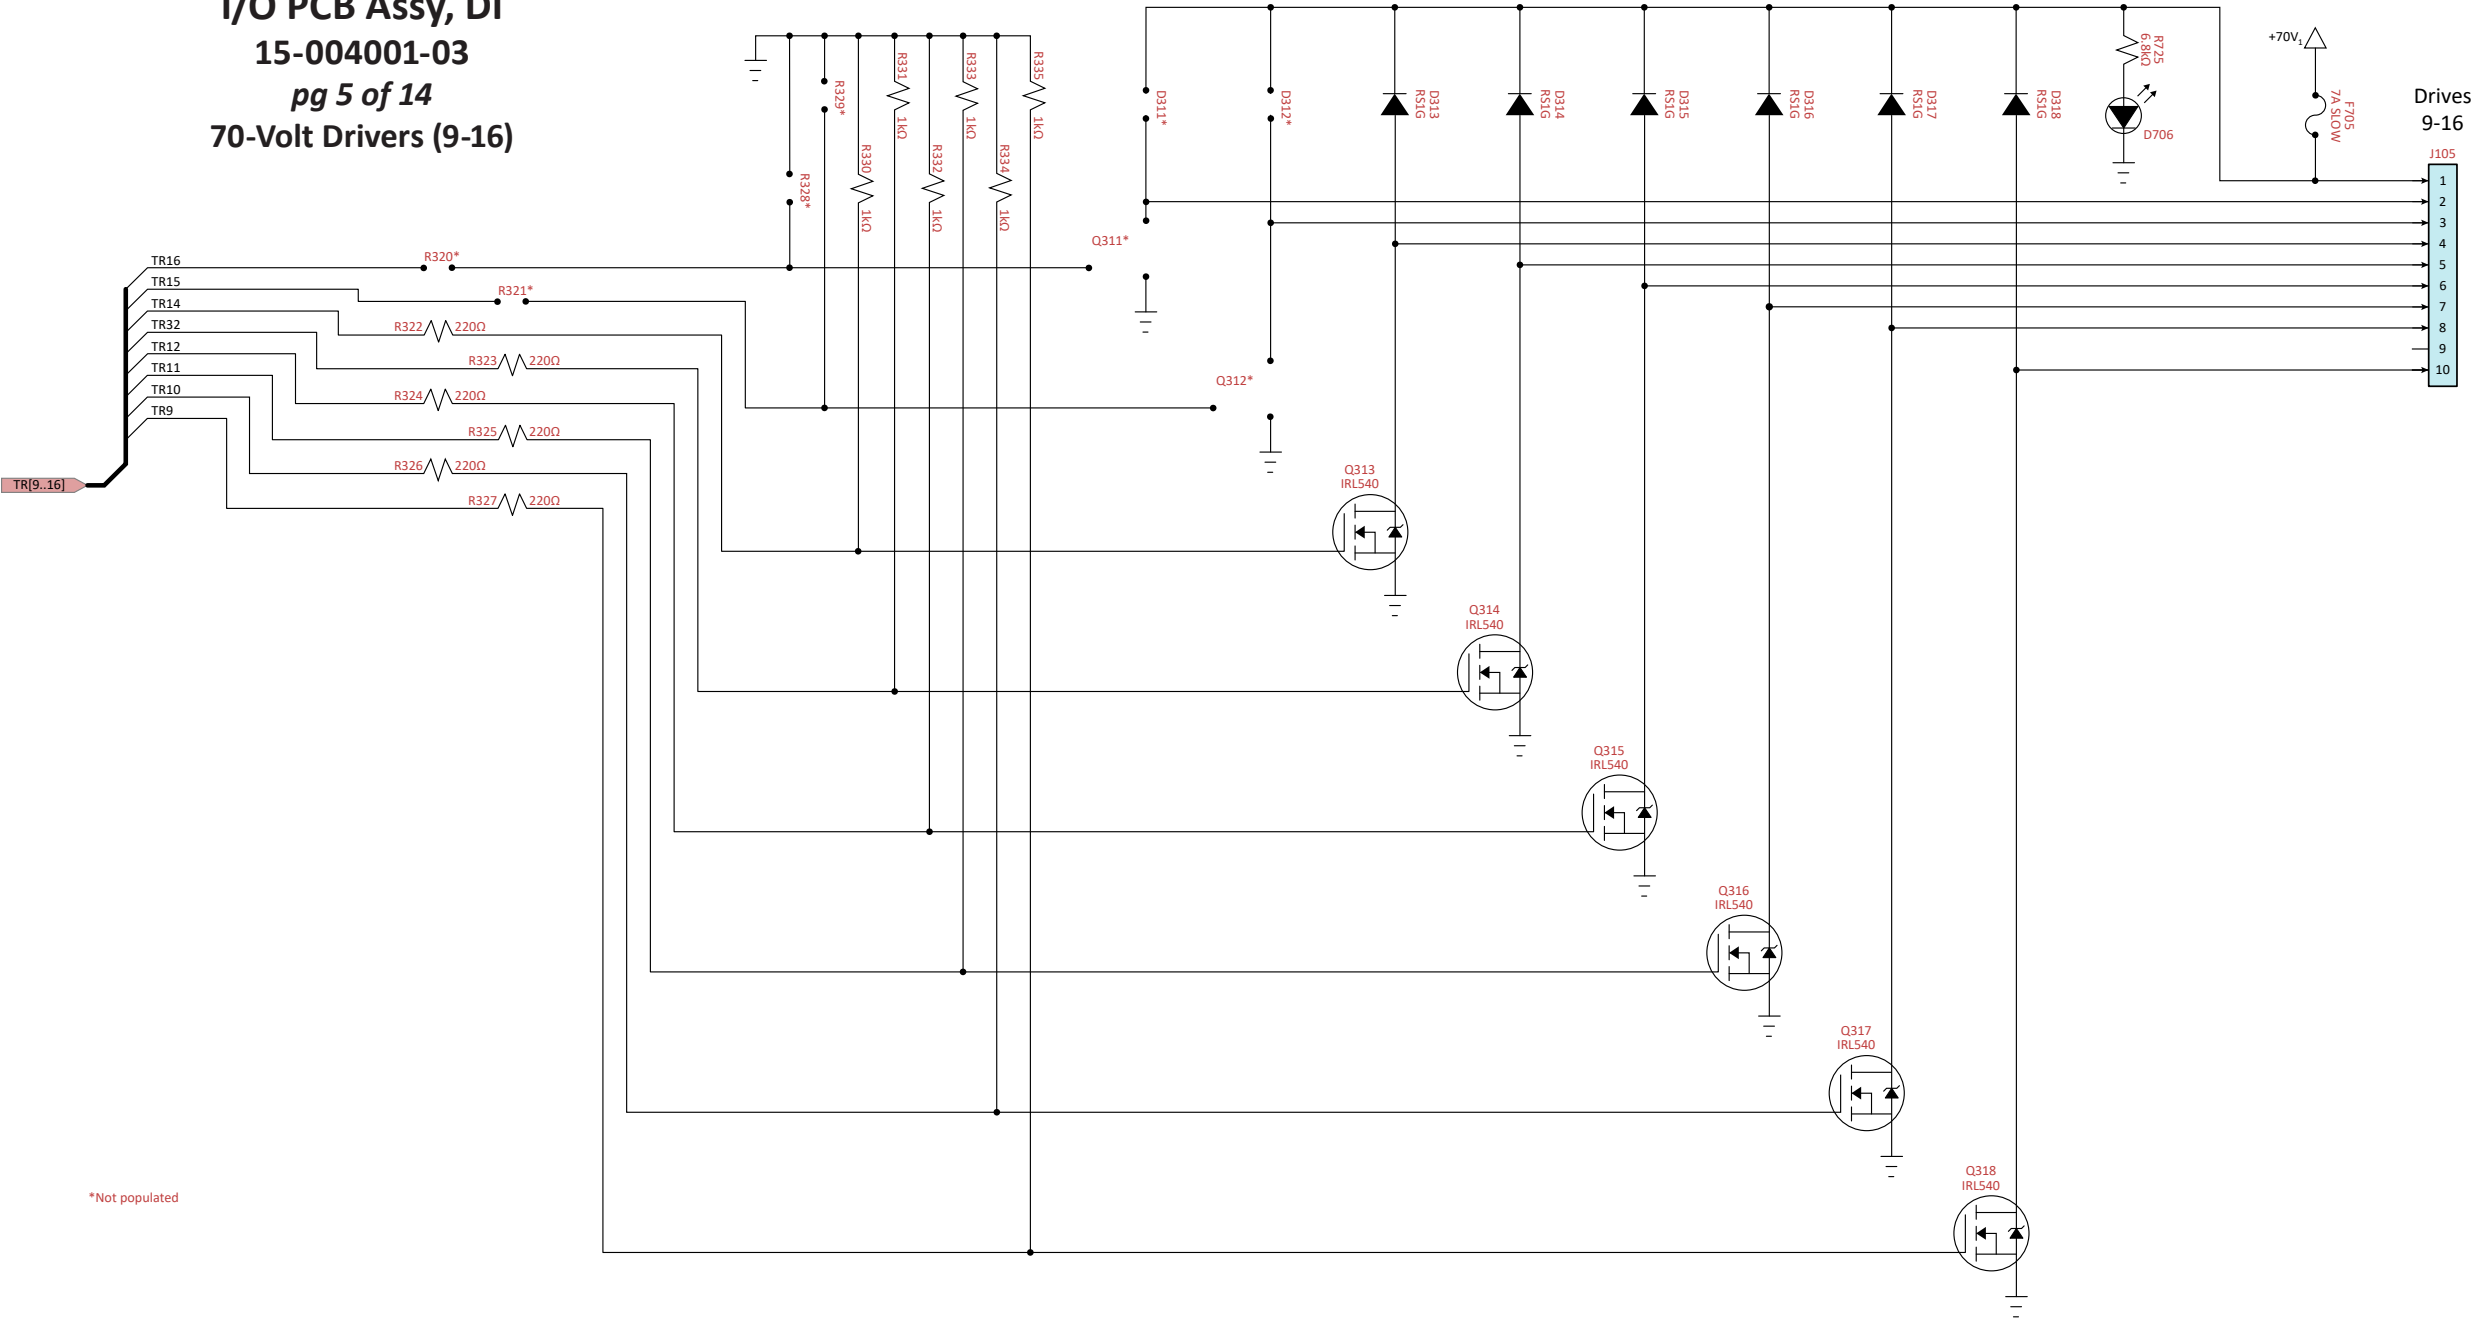 I/O PCB Assy, DI
15-004001-03
pg 5 of 14
70-Volt Drivers (9-16)
R328*
R329*
R330
1kΩ
R331
1kΩ
R332
1kΩ
R333
1kΩ
R334
1kΩ
R335
1kΩ
D311*
D312*
D313
RS1G
D314
RS1G
D315
RS1G
D316
RS1G
D317
RS1G
D318
RS1G
R725
6.8kΩ
D706
+70V1
F705
7A SLOW
Drives
9-16
J105
1
2
3
4
5
6
7
8
9
10
TR16
TR15
TR14
TR32
TR12
TR11
TR10
TR9
TR[9..16]
R320*
R321*
R322 220Ω
R323 220Ω
R324 220Ω
R325 220Ω
R326 220Ω
R327 220Ω
Q311*
Q312*
Q313
IRL540
Q314
IRL540
Q315
IRL540
Q316
IRL540
Q317
IRL540
Q318
IRL540
*Not populated